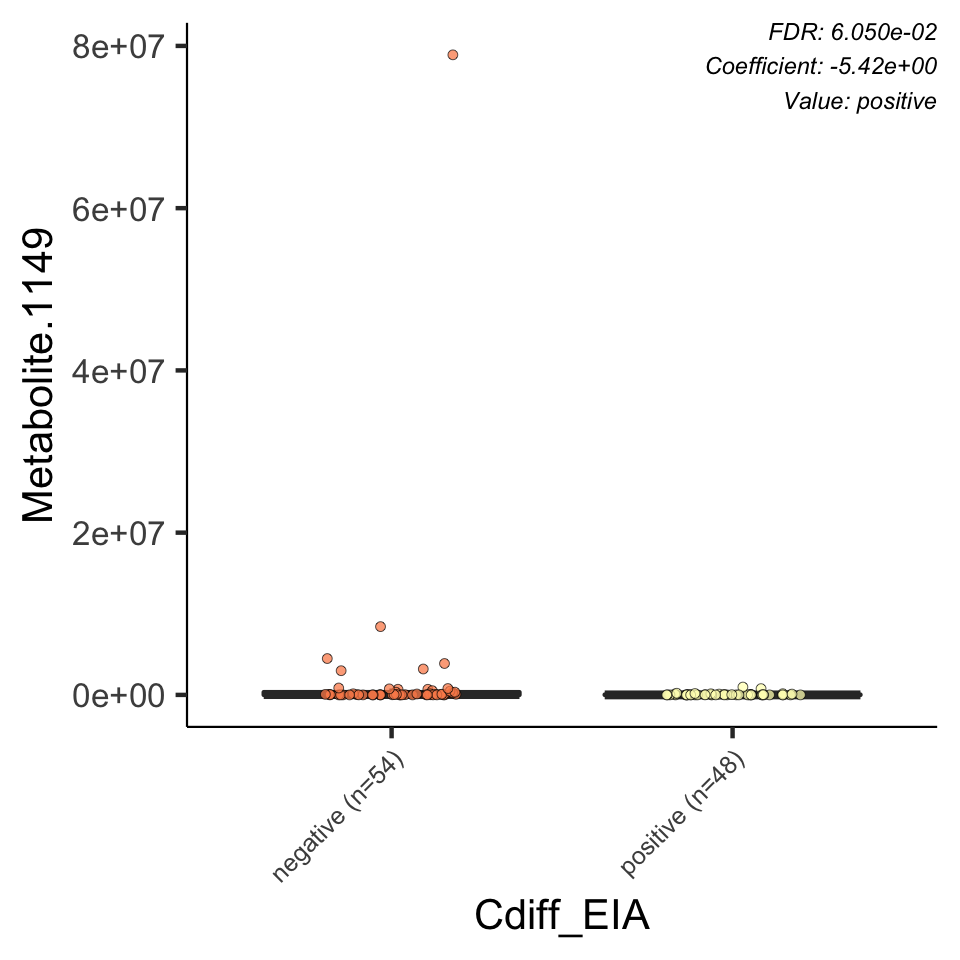 FDR: 6.050e-02
Coefficient: -5.42e+00
Value: positive
Metabolite.1149
8e+07
6e+07
4e+07
2e+07
0e+00
negative (n=54)
positive (n=48)
Cdiff_EIA